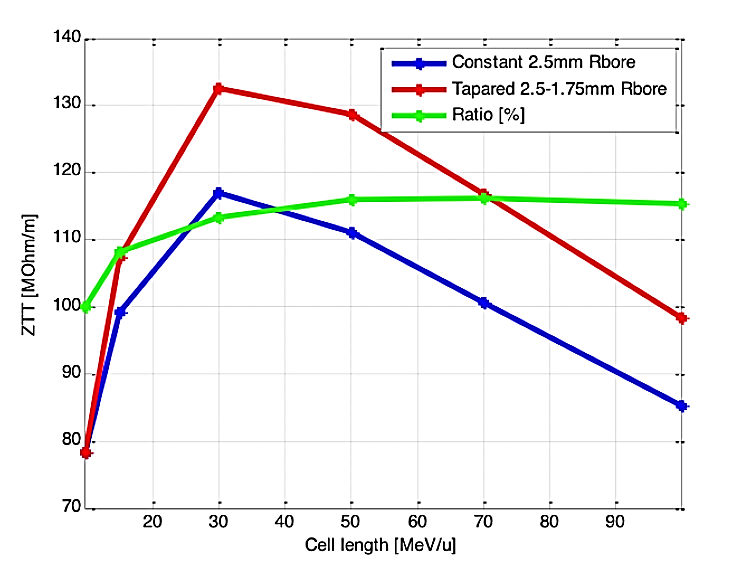 140
130
120
110
100
90
80
70
ZTT [MOhm/m]
Constant 2.5mm Rbore
Tapared 2.5-1.75mm Rbore
Ratio [%]
20 30 40 50 60 70 80 90
Cell length [MeV/u]